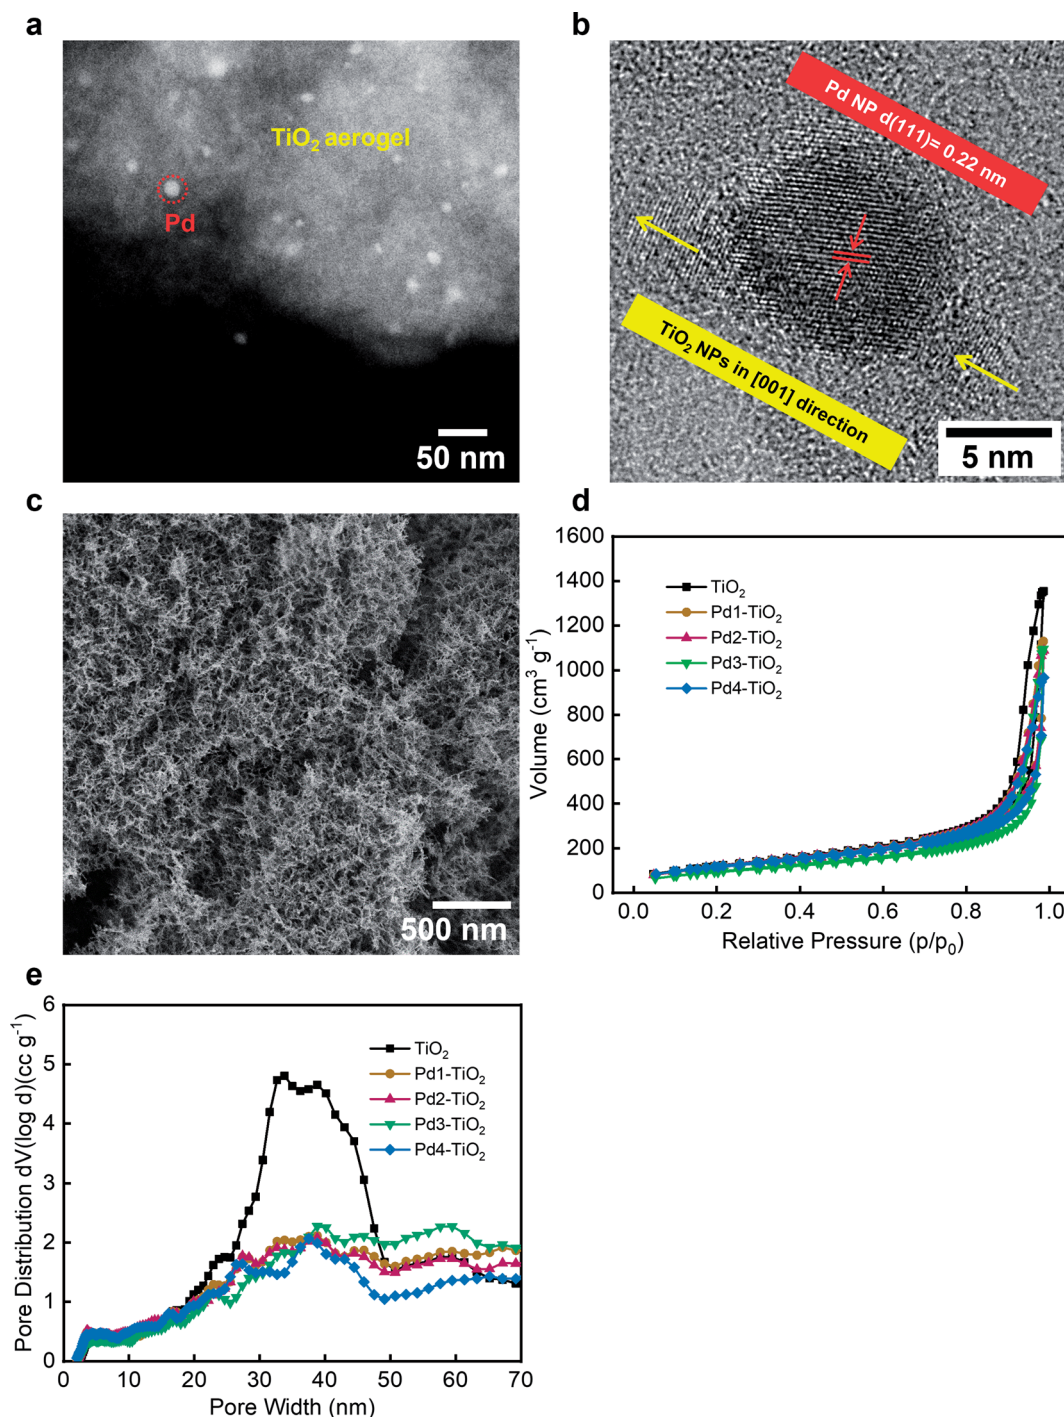 a
TiO₂ aerogel
Pd
50 nm
b
Pd NP d(111)= 0.22 nm
TiO₂ NPs in [001] direction
5 nm
c
500 nm
d
1600
1400
1200
1000
800
600
400
200
0
Volume (cm³ g⁻¹)
TiO₂
Pd1-TiO₂
Pd2-TiO₂
Pd3-TiO₂
Pd4-TiO₂
0.0 0.2 0.4 0.6 0.8 1.0
Relative Pressure (p/p₀)
e
6
5
4
3
2
1
0
Pore Distribution dV(log d)(cc g⁻¹)
TiO₂
Pd1-TiO₂
Pd2-TiO₂
Pd3-TiO₂
Pd4-TiO₂
0 10 20 30 40 50 60 70
Pore Width (nm)